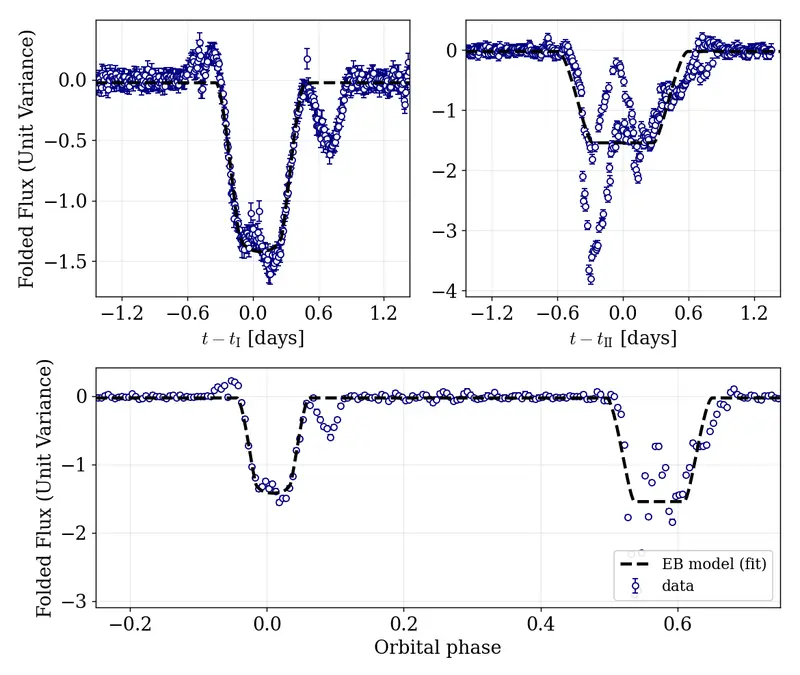 Folded Flux (Unit Variance)
0.0
−0.5
−1.0
−1.5
−1.2 −0.6 0.0 0.6 1.2
t − tI [days]
0
−1
−2
−3
−4
−1.2 −0.6 0.0 0.6 1.2
t − tII [days]
Folded Flux (Unit Variance)
0
−1
−2
−3
−0.2 0.0 0.2 0.4 0.6
Orbital phase
EB model (fit)
data